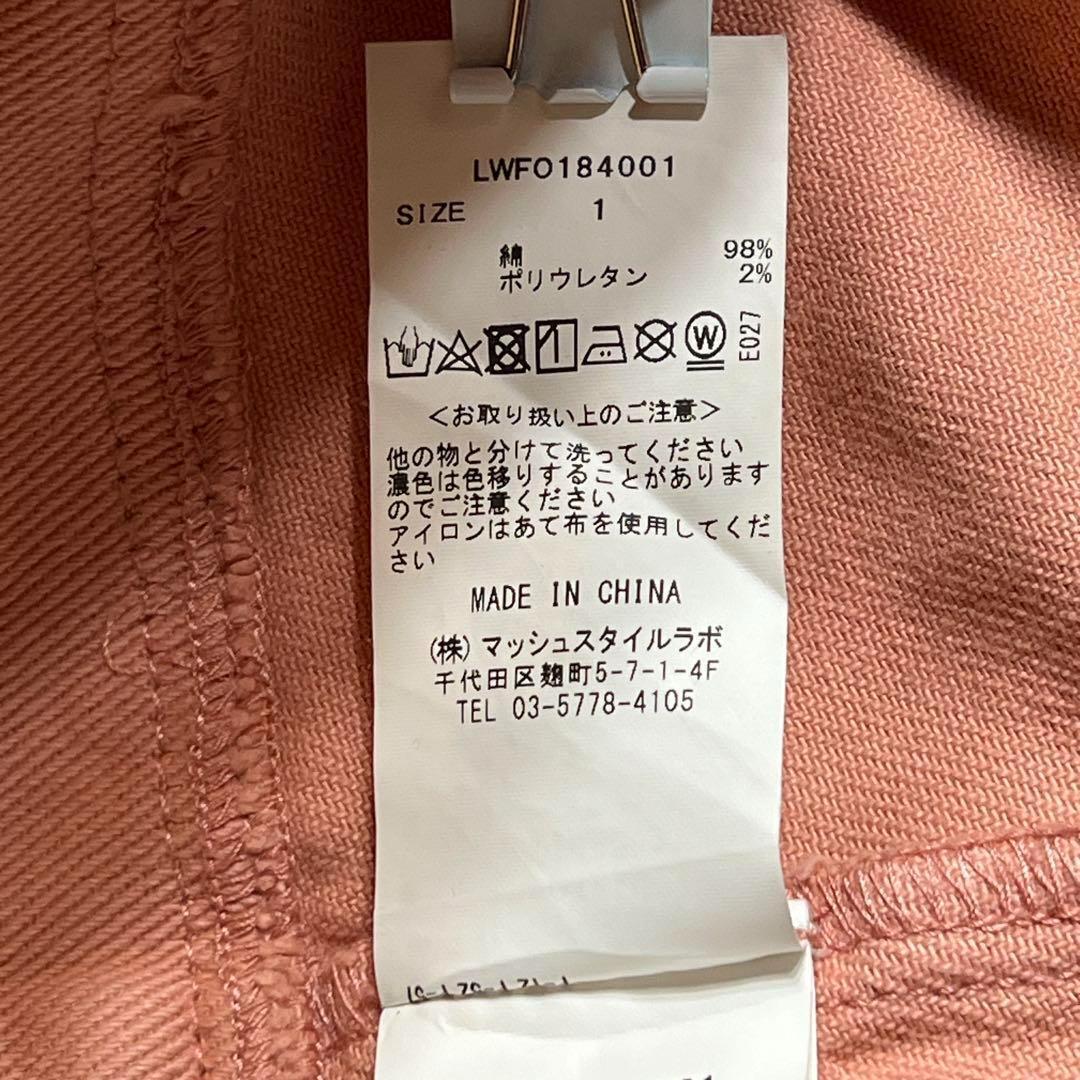 LWFO184001
SIZE 1
綿 98%
ポリウレタン 2%
W E027
＜お取り扱い上のご注意＞
他の物と分けて洗ってください
濃色は色移りすることがあります
のでご注意ください
アイロンはあて布を使用してくだ
さい
MADE IN CHINA
(株) マッシュスタイルラボ
千代田区麹町5-7-1-4F
TEL 03-5778-4105